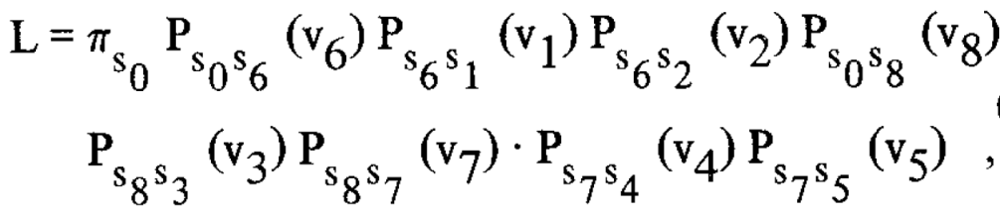 L = π_{s_0} P_{s_0 s_6} (v_6) P_{s_6 s_1} (v_1) P_{s_6 s_2} (v_2) P_{s_0 s_8} (v_8)
P_{s_8 s_3} (v_3) P_{s_8 s_7} (v_7) · P_{s_7 s_4} (v_4) P_{s_7 s_5} (v_5) ,